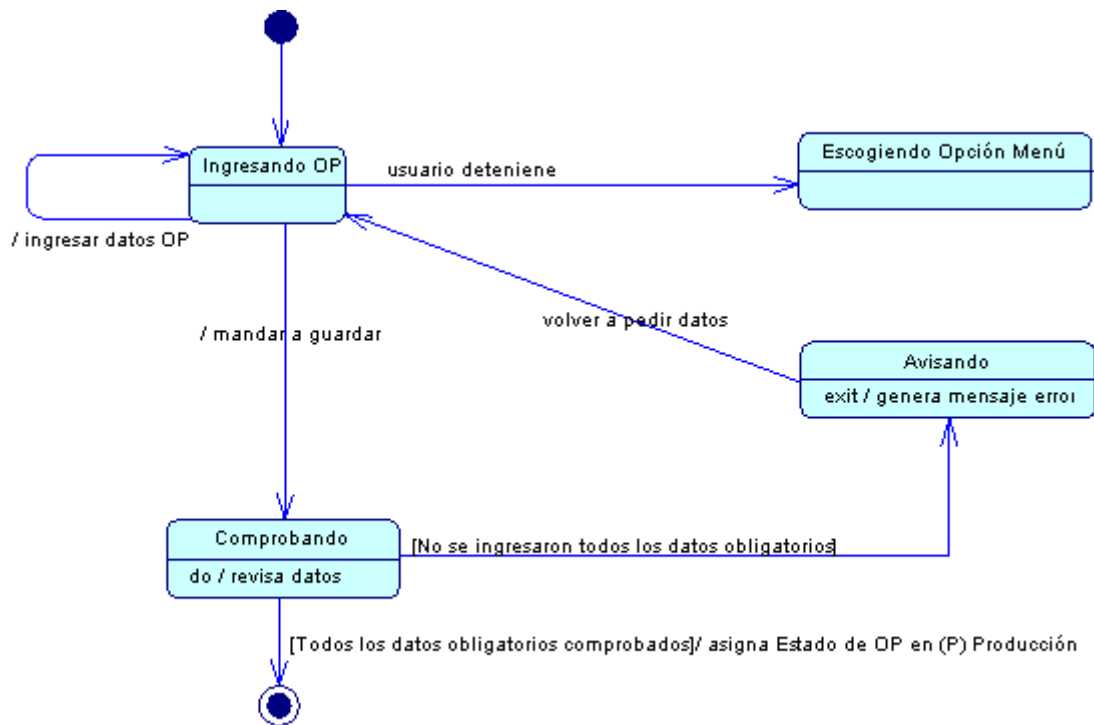 Ingresando OP
usuario deteniene
Escogiendo Opción Menú
/ ingresar datos OP
/ mandar a guardar
volver a pedir datos
Avisando
exit / genera mensaje error
Comprobando
do / revisa datos
[No se ingresaron todos los datos obligatorios]
[Todos los datos obligatorios comprobados]/ asigna Estado de OP en (P) Producción